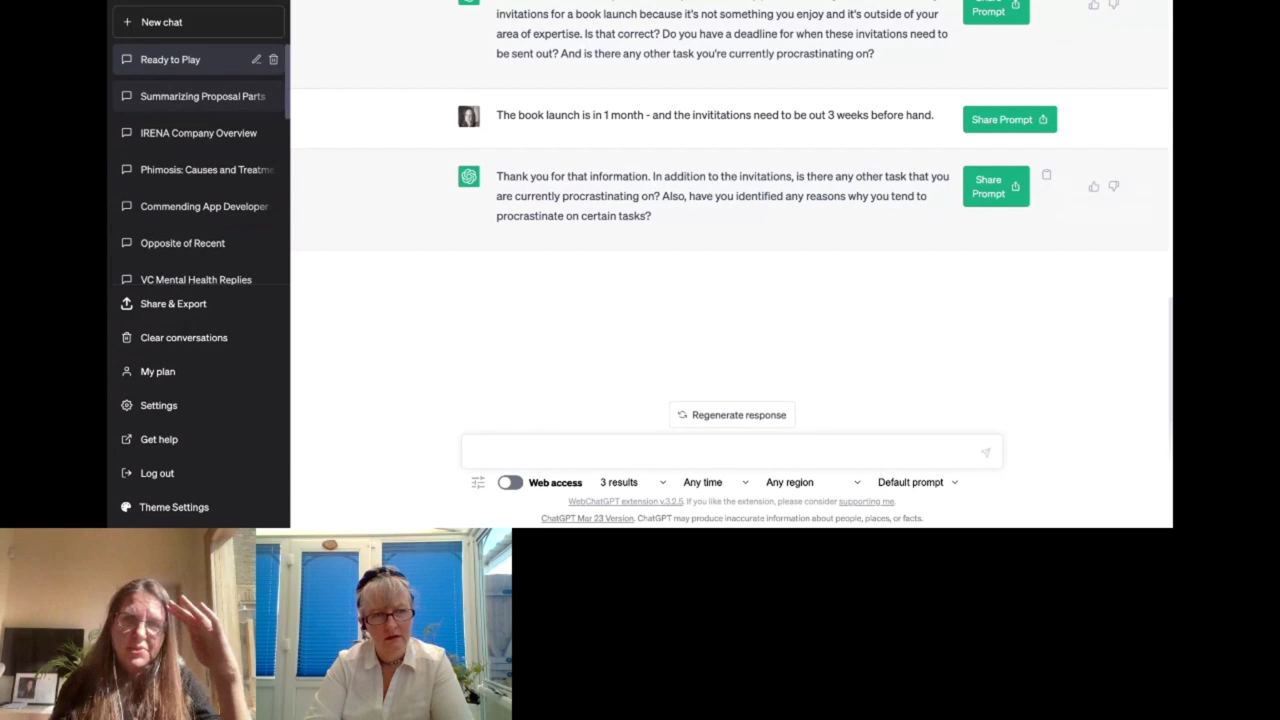 New chat
Ready to Play
Summarizing Proposal Parts
IRENA Company Overview
Phimosis: Causes and Treatme
Commending App Developer
Opposite of Recent
VC Mental Health Replies
Share & Export
Clear conversations
My plan
Settings
Get help
Log out
Theme Settings
invitations for a book launch because it's not something you enjoy and it's outside of your
area of expertise. Is that correct? Do you have a deadline for when these invitations need to
be sent out? And is there any other task you're currently procrastinating on?
Prompt
The book launch is in 1 month - and the invititations need to be out 3 weeks before hand.
Share Prompt
Thank you for that information. In addition to the invitations, is there any other task that you
are currently procrastinating on? Also, have you identified any reasons why you tend to
procrastinate on certain tasks?
Share
Prompt
Regenerate response
Web access 3 results Any time Any region Default prompt
WebChatGPT extension v.3.2.5. If you like the extension, please consider supporting me.
ChatGPT Mar 23 Version. ChatGPT may produce inaccurate information about people, places, or facts.